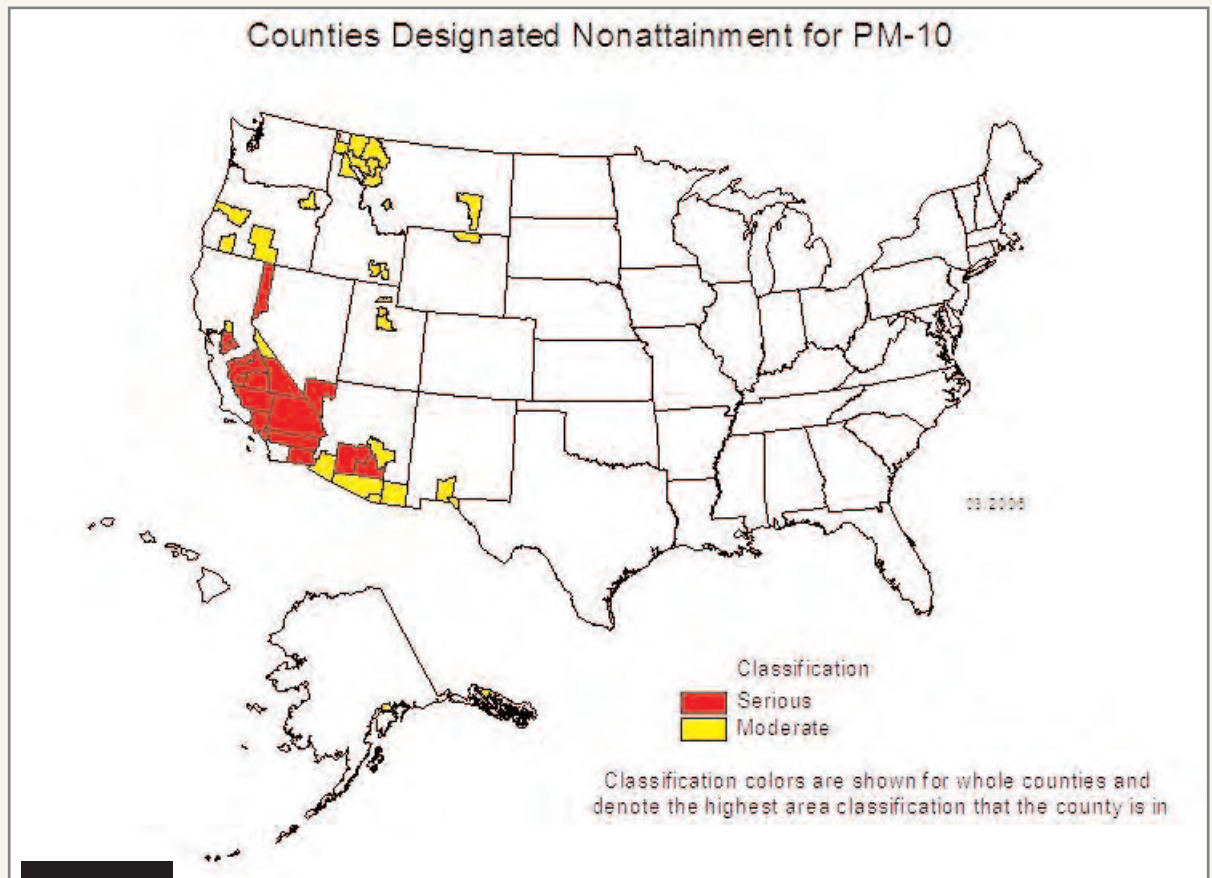 Counties Designated Nonattainment for PM-10
Classification
Serious
Moderate
Classification colors are shown for whole counties and
denote the highest area classification that the county is in